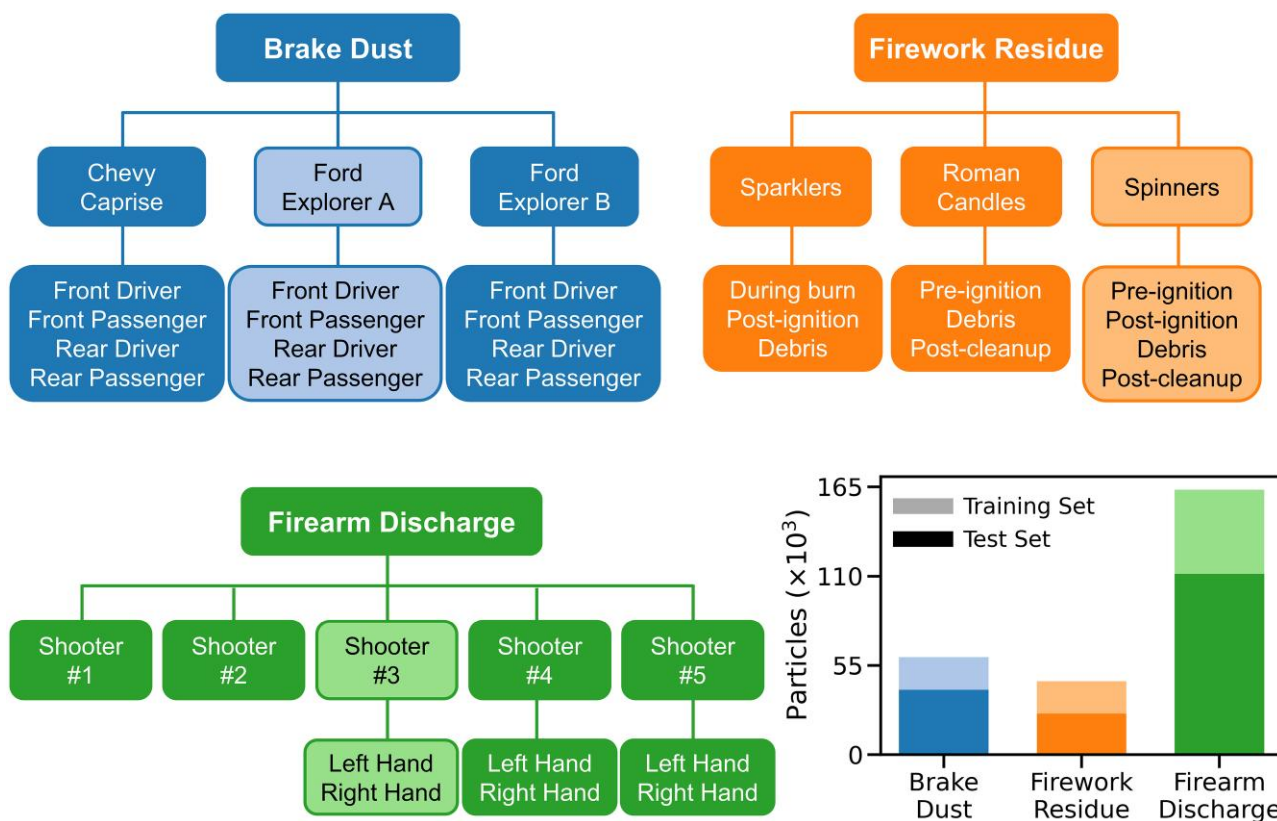 Brake Dust
Chevy
Caprise
Ford
Explorer A
Ford
Explorer B
Front Driver
Front Passenger
Rear Driver
Rear Passenger
Front Driver
Front Passenger
Rear Driver
Rear Passenger
Front Driver
Front Passenger
Rear Driver
Rear Passenger
Firework Residue
Sparklers
Roman
Candles
Spinners
During burn
Post-ignition
Debris
Pre-ignition
Debris
Post-cleanup
Pre-ignition
Post-ignition
Debris
Post-cleanup
Firearm Discharge
Shooter
#1
Shooter
#2
Shooter
#3
Shooter
#4
Shooter
#5
Left Hand
Right Hand
Left Hand
Right Hand
Left Hand
Right Hand
Particles (×10³)
165
110
55
0
Training Set
Test Set
Brake
Dust
Firework
Residue
Firearm
Discharge